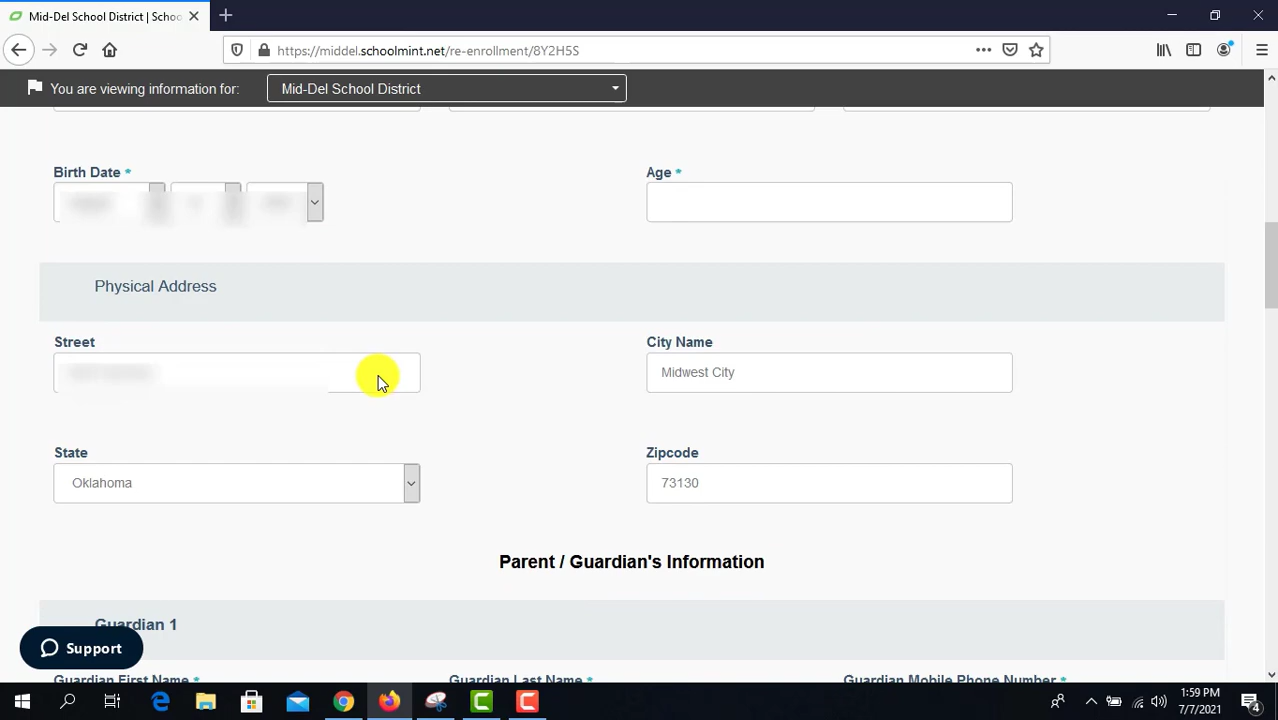 Mid-Del School District | Schoo
https://middel.schoolmint.net/re-enrollment/8Y2H5S
You are viewing information for: Mid-Del School District
Birth Date * Age *
Physical Address
Street City Name
Midwest City
State Zipcode
Oklahoma 73130
Parent / Guardian's Information
Guardian 1
Support
Guardian First Name * Guardian Last Name * Guardian Mobile Phone Number *
1:59 PM
7/7/2021
4